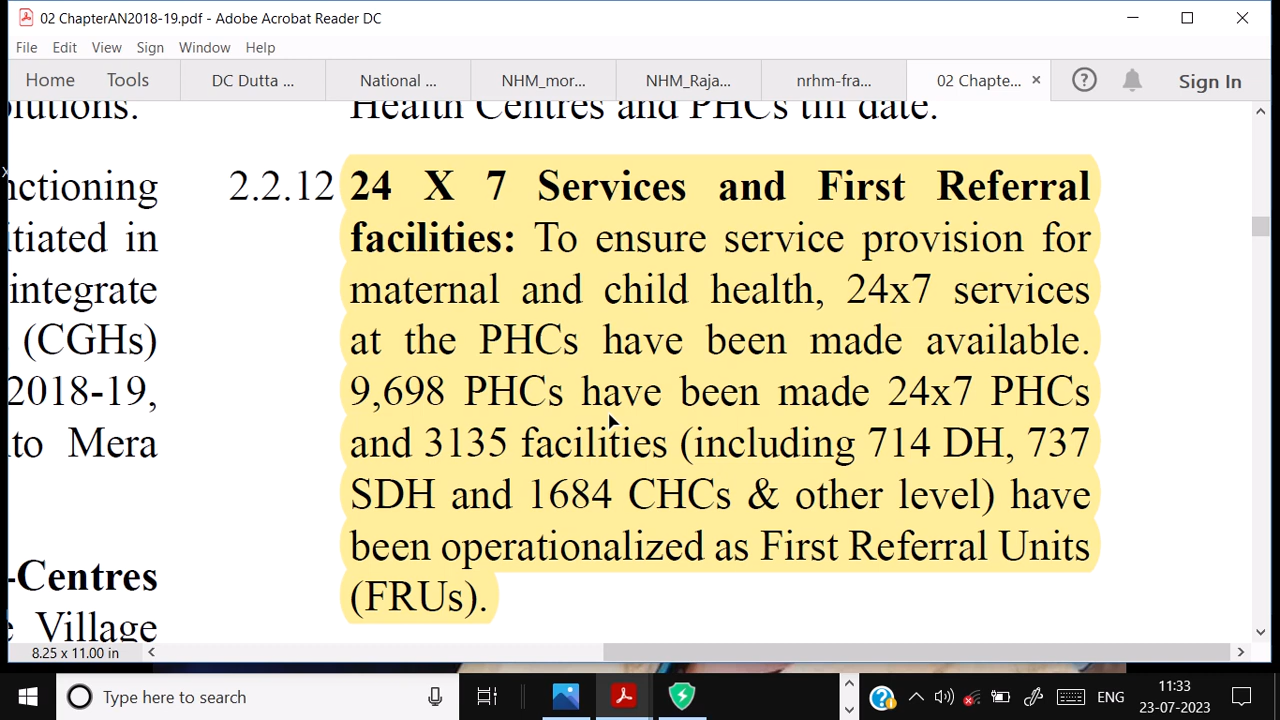 02 ChapterAN2018-19.pdf - Adobe Acrobat Reader DC
File Edit View Sign Window Help
Home Tools DC Dutta ... National ... NHM_mor... NHM_Raja... nrhm-fra... 02 Chapte... × Sign In
Health Centres and PHCs till date.
2.2.12 24 X 7 Services and First Referral
facilities: To ensure service provision for
maternal and child health, 24x7 services
at the PHCs have been made available.
9,698 PHCs have been made 24x7 PHCs
and 3135 facilities (including 714 DH, 737
SDH and 1684 CHCs & other level) have
been operationalized as First Referral Units
(FRUs).
in
integrate
(CGHs)
2018-19,
to Mera
-Centres
Village
8.25 x 11.00 in
Type here to search
ENG
11:33
23-07-2023